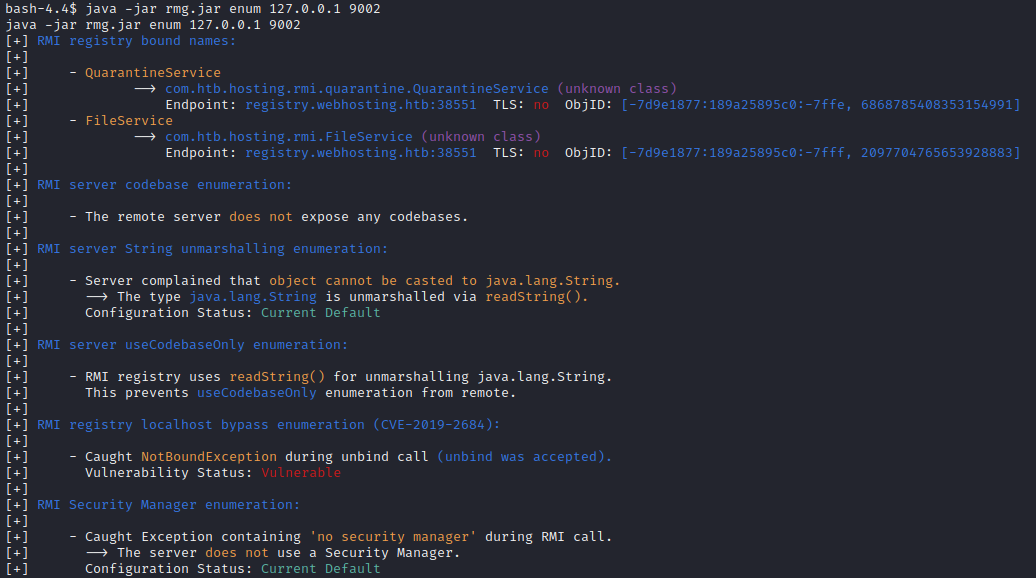 bash-4.4$ java -jar rmg.jar enum 127.0.0.1 9002
java -jar rmg.jar enum 127.0.0.1 9002
[+] RMI registry bound names:
[+]
[+]     - QuarantineService
[+]             --> com.htb.hosting.rmi.quarantine.QuarantineService (unknown class)
[+]                 Endpoint: registry.webhosting.htb:38551  TLS: no  ObjID: [-7d9e1877:189a25895c0:-7ffe, 6868785408353154991]
[+]     - FileService
[+]             --> com.htb.hosting.rmi.FileService (unknown class)
[+]                 Endpoint: registry.webhosting.htb:38551  TLS: no  ObjID: [-7d9e1877:189a25895c0:-7fff, 2097704765653928883]
[+]
[+] RMI server codebase enumeration:
[+]
[+]     - The remote server does not expose any codebases.
[+]
[+] RMI server String unmarshalling enumeration:
[+]
[+]     - Server complained that object cannot be casted to java.lang.String.
[+]       --> The type java.lang.String is unmarshalled via readString().
[+]       Configuration Status: Current Default
[+]
[+] RMI server useCodebaseOnly enumeration:
[+]
[+]     - RMI registry uses readString() for unmarshalling java.lang.String.
[+]       This prevents useCodebaseOnly enumeration from remote.
[+]
[+] RMI registry localhost bypass enumeration (CVE-2019-2684):
[+]
[+]     - Caught NotBoundException during unbind call (unbind was accepted).
[+]       Vulnerability Status: Vulnerable
[+]
[+] RMI Security Manager enumeration:
[+]
[+]     - Caught Exception containing 'no security manager' during RMI call.
[+]       --> The server does not use a Security Manager.
[+]       Configuration Status: Current Default